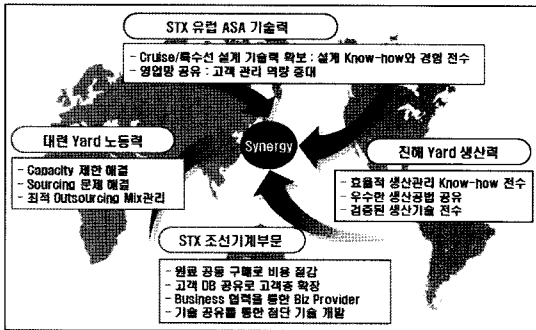 STX 유럽 ASA 기술력
- Cruise/특수선 설계 기술력 확보 : 설계 Know-how와 경험 전수
- 영업망 공유 : 고객 관리 역량 증대
대련 Yard 노동력
- Capacity 제한 해결
- Sourcing 문제 해결
- 최적 Outsourcing Mix관리
Synergy
진해 Yard 생산력
- 효율적 생산관리 Know-how 전수
- 우수한 생산공법 공유
- 검증된 생산기술 전수
STX 조선기계부문
- 원료 공동 구매로 비용 절감
- 고객 DB 공유로 고객층 확장
- Business 협력을 통한 Biz Provider
- 기술 공유를 통한 첨단 기술 개발